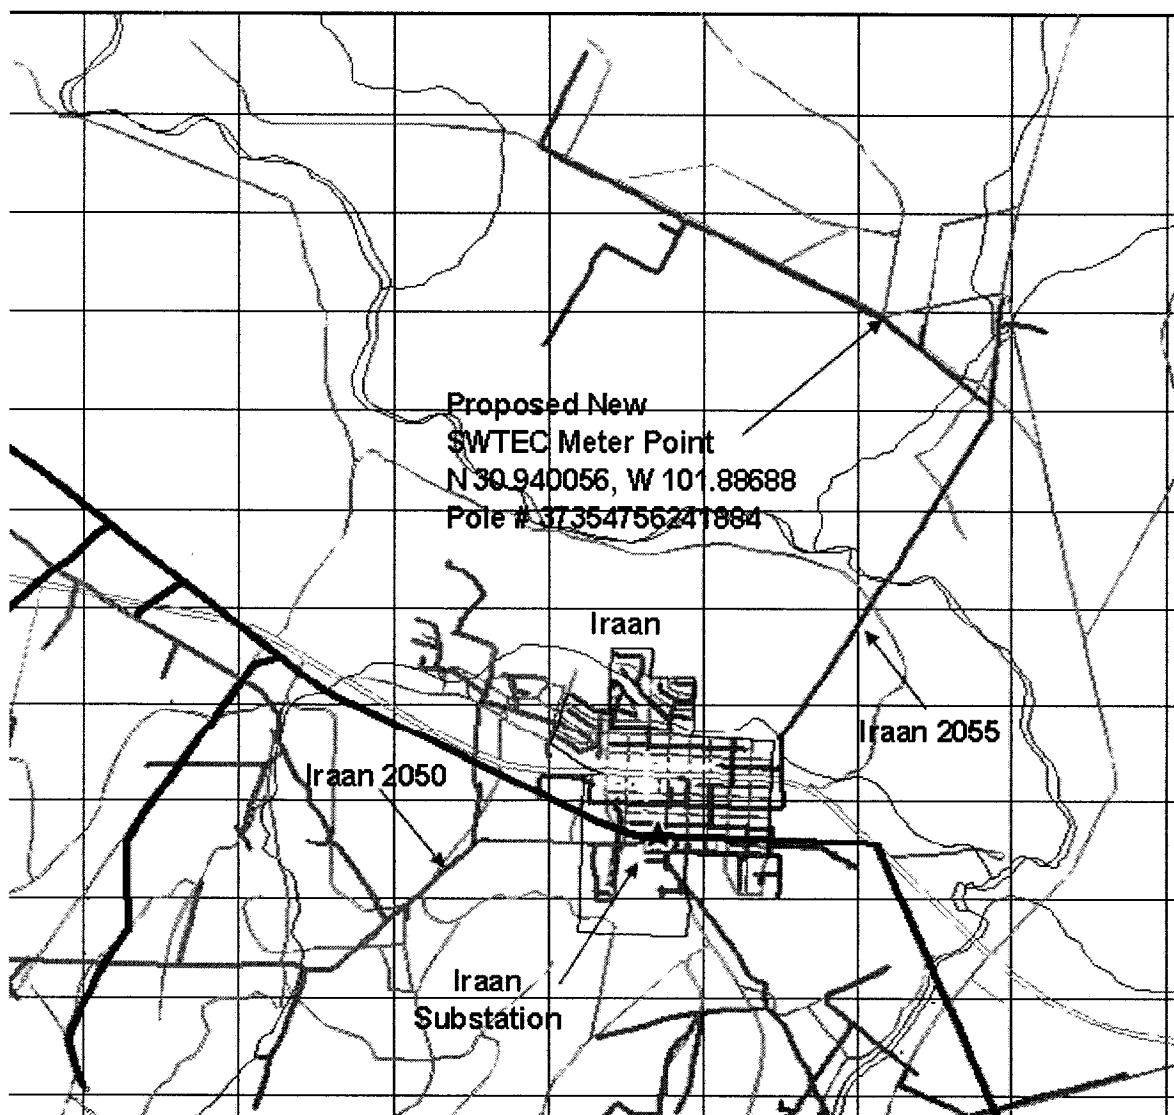 Proposed New
SWTEC Meter Point
N 30.940056, W 101.88688
Pole # 37354756241884
Iraan
Iraan 2055
Iraan 2050
Iraan
Substation